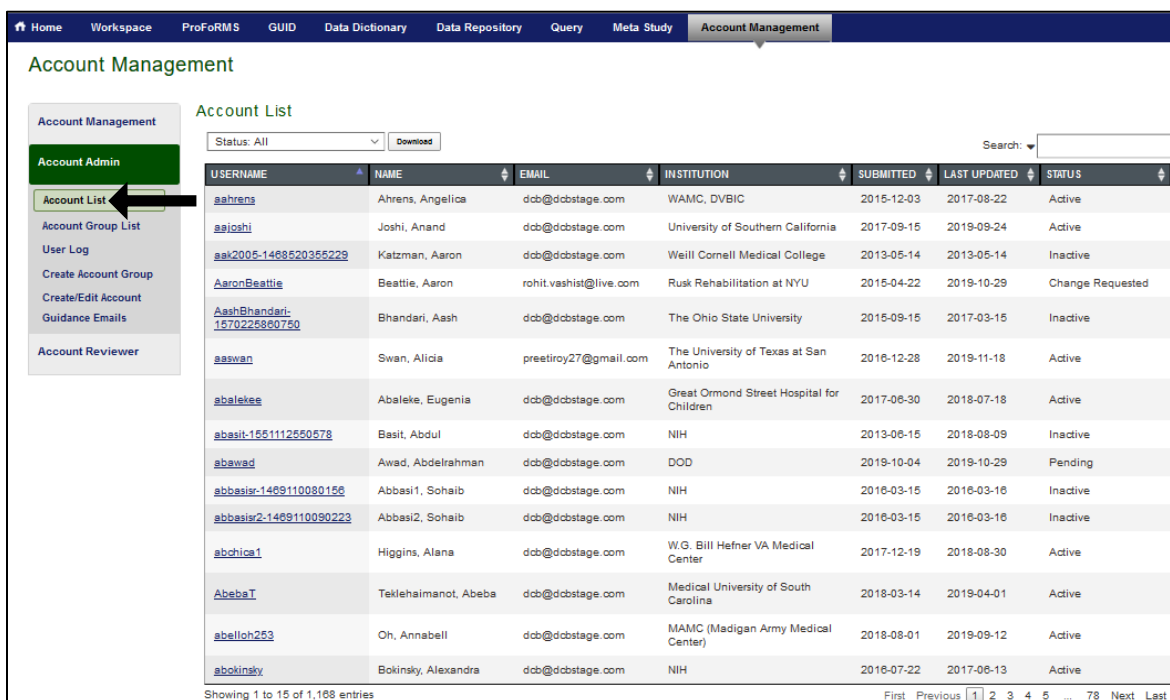 Home Workspace ProFoRMS GUID Data Dictionary Data Repository Query Meta Study Account Management
Account Management
Account Management
Account Admin
Account List
Account Group List
User Log
Create Account Group
Create/Edit Account
Guidance Emails
Account Reviewer
Account List
Status: All Download Search:
USERNAME NAME EMAIL INSTITUTION SUBMITTED LAST UPDATED STATUS
aahrens Ahrens, Angelica dcb@dcbstage.com WAMC, DVBIC 2015-12-03 2017-08-22 Active
aajoshi Joshi, Anand dcb@dcbstage.com University of Southern California 2017-09-15 2019-09-24 Active
aak2005-1468520355229 Katzman, Aaron dcb@dcbstage.com Weill Cornell Medical College 2013-05-14 2013-05-14 Inactive
AaronBeattie Beattie, Aaron rohit.vashist@live.com Rusk Rehabilitation at NYU 2015-04-22 2019-10-29 Change Requested
AashBhandari-
1570225860750 Bhandari, Aash dcb@dcbstage.com The Ohio State University 2015-09-15 2017-03-15 Inactive
aaswan Swan, Alicia preetiroy27@gmail.com The University of Texas at San
Antonio 2016-12-28 2019-11-18 Active
abalekee Abaleke, Eugenia dcb@dcbstage.com Great Ormond Street Hospital for
Children 2017-06-30 2018-07-18 Active
abasit-1551112550578 Basit, Abdul dcb@dcbstage.com NIH 2013-06-15 2018-08-09 Inactive
abawad Awad, Abdelrahman dcb@dcbstage.com DOD 2019-10-04 2019-10-29 Pending
abbasisr-1469110080156 Abbasi1, Sohaib dcb@dcbstage.com NIH 2016-03-15 2016-03-16 Inactive
abbasisr2-1469110090223 Abbasi2, Sohaib dcb@dcbstage.com NIH 2016-03-15 2016-03-16 Inactive
abchica1 Higgins, Alana dcb@dcbstage.com W.G. Bill Hefner VA Medical
Center 2017-12-19 2018-08-30 Active
AbebaT Teklehaimanot, Abeba dcb@dcbstage.com Medical University of South
Carolina 2018-03-14 2019-04-01 Active
abelloh253 Oh, Annabell dcb@dcbstage.com MAMC (Madigan Army Medical
Center) 2018-08-01 2019-09-12 Active
abokinsky Bokinsky, Alexandra dcb@dcbstage.com NIH 2016-07-22 2017-06-13 Active
Showing 1 to 15 of 1,168 entries First Previous 1 2 3 4 5 ... 78 Next Last